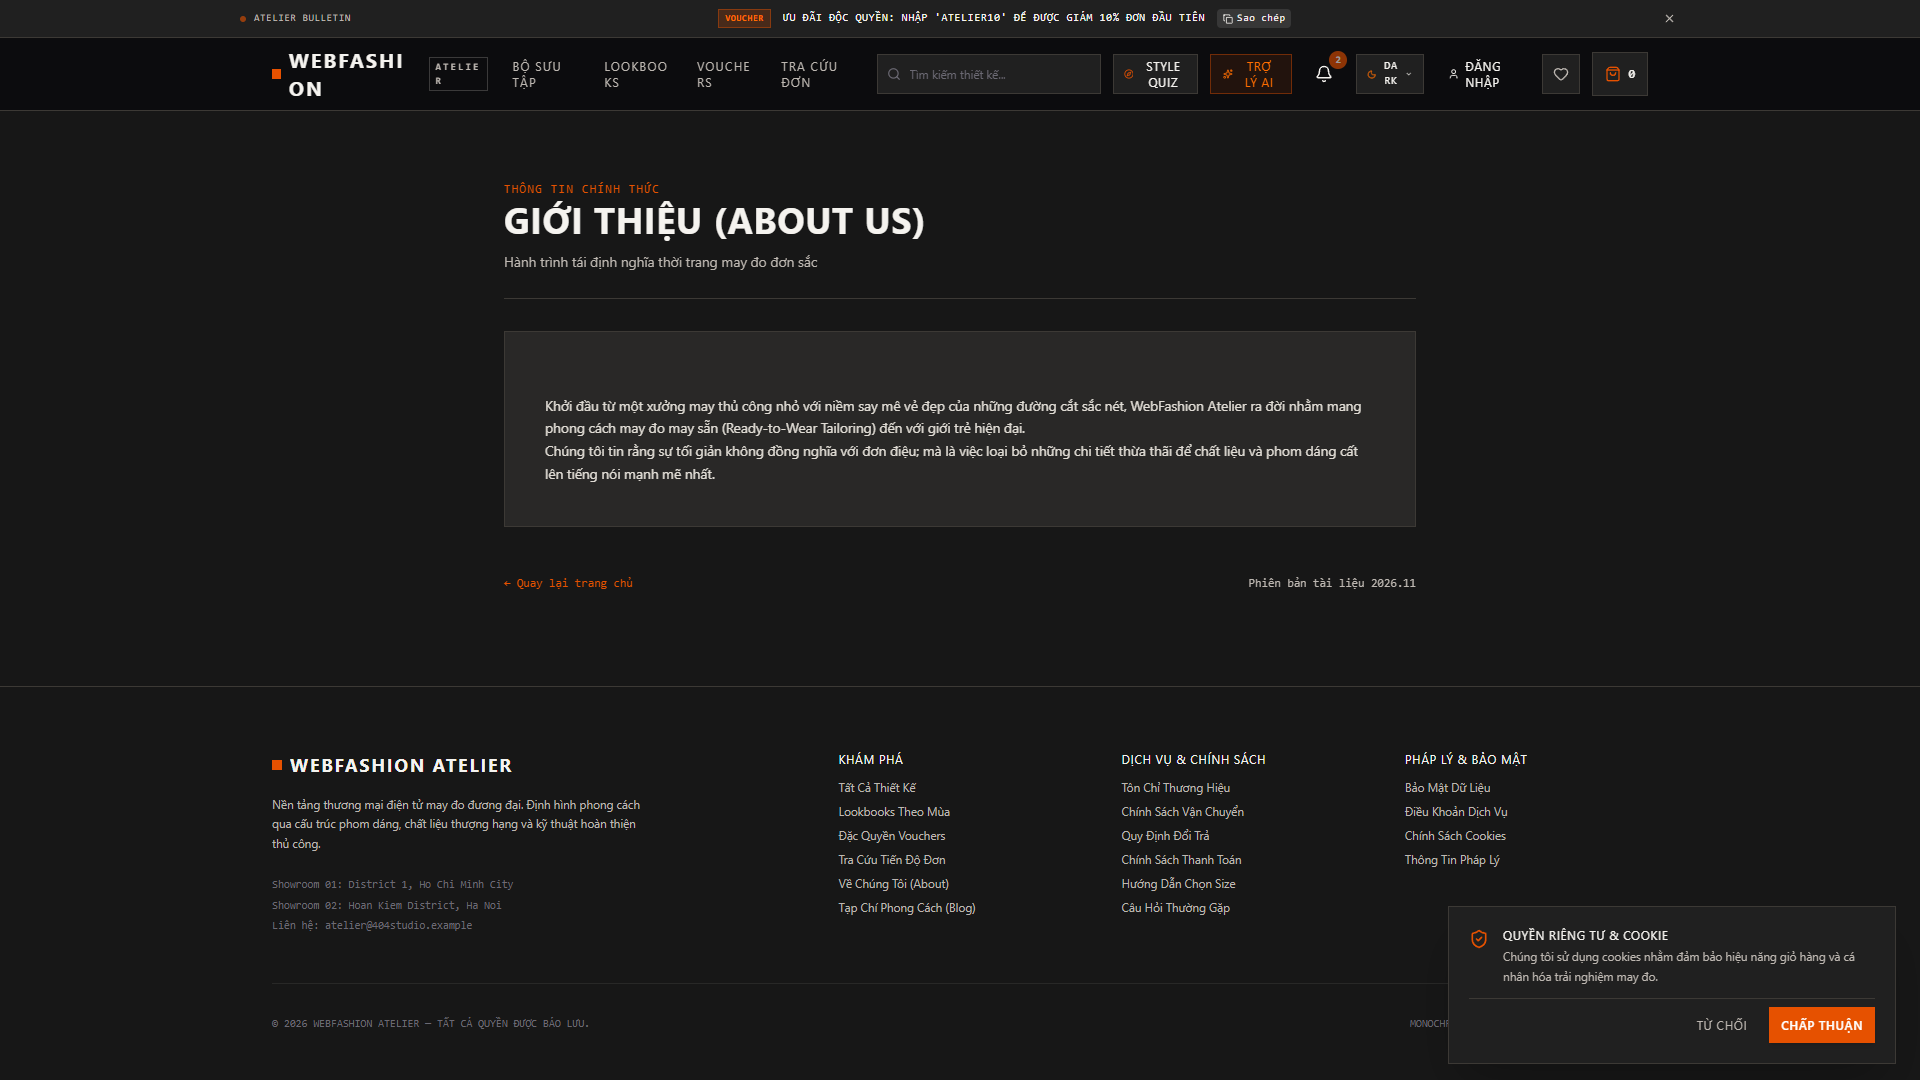 ATELIER BULLETIN
VOUCHER
ƯU ĐÃI ĐỘC QUYỀN: NHẬP 'ATELIER10' ĐỂ ĐƯỢC GIẢM 10% ĐƠN ĐẦU TIÊN
Sao chép
WEBFASHI
ON
ATELIE
R
BỘ SƯU
TẬP
LOOKBOO
KS
VOUCHE
RS
TRA CỨU
ĐƠN
Tìm kiếm thiết kế...
STYLE
QUIZ
TRỢ
LÝ AI
2
DA
RK
ĐĂNG
NHẬP
0
THÔNG TIN CHÍNH THỨC
GIỚI THIỆU (ABOUT US)
Hành trình tái định nghĩa thời trang may đo đơn sắc
Khởi đầu từ một xưởng may thủ công nhỏ với niềm say mê vẻ đẹp của những đường cắt sắc nét, WebFashion Atelier ra đời nhằm mang
phong cách may đo may sẵn (Ready-to-Wear Tailoring) đến với giới trẻ hiện đại.
Chúng tôi tin rằng sự tối giản không đồng nghĩa với đơn điệu; mà là việc loại bỏ những chi tiết thừa thãi để chất liệu và phom dáng cất
lên tiếng nói mạnh mẽ nhất.
← Quay lại trang chủ
Phiên bản tài liệu 2026.11
WEBFASHION ATELIER
Nền tảng thương mại điện tử may đo đương đại. Định hình phong cách
qua cấu trúc phom dáng, chất liệu thượng hạng và kỹ thuật hoàn thiện
thủ công.
Showroom 01: District 1, Ho Chi Minh City
Showroom 02: Hoan Kiem District, Ha Noi
Liên hệ: atelier@404studio.example
KHÁM PHÁ
Tất Cả Thiết Kế
Lookbooks Theo Mùa
Đặc Quyền Vouchers
Tra Cứu Tiến Độ Đơn
Về Chúng Tôi (About)
Tạp Chí Phong Cách (Blog)
DỊCH VỤ & CHÍNH SÁCH
Tôn Chỉ Thương Hiệu
Chính Sách Vận Chuyển
Quy Định Đổi Trả
Chính Sách Thanh Toán
Hướng Dẫn Chọn Size
Câu Hỏi Thường Gặp
PHÁP LÝ & BẢO MẬT
Bảo Mật Dữ Liệu
Điều Khoản Dịch Vụ
Chính Sách Cookies
Thông Tin Pháp Lý
© 2026 WEBFASHION ATELIER — TẤT CẢ QUYỀN ĐƯỢC BẢO LƯU.
QUYỀN RIÊNG TƯ & COOKIE
Chúng tôi sử dụng cookies nhằm đảm bảo hiệu năng giỏ hàng và cá
nhân hóa trải nghiệm may đo.
TỪ CHỐI
CHẤP THUẬN